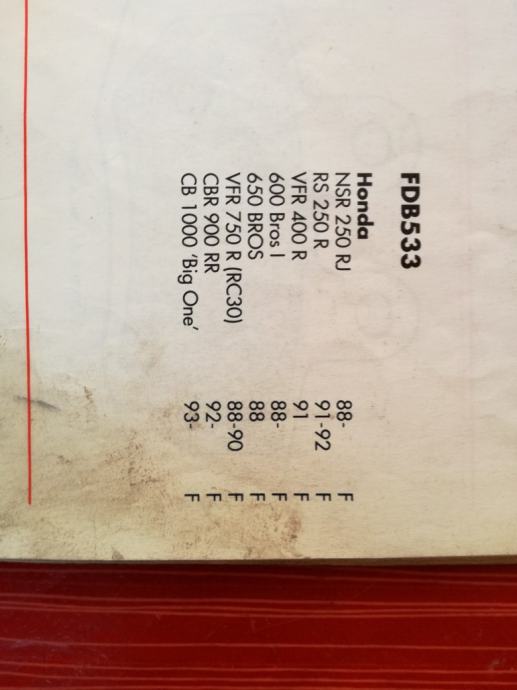 FDB533
Honda
NSR 250 RJ 88- F
RS 250 R 91-92 F
VFR 400 R 91 F
600 Bros I 88- F
650 BROS 88 F
VFR 750 R (RC30) 88-90 F
CBR 900 RR 92- F
CB 1000 'Big One' 93- F